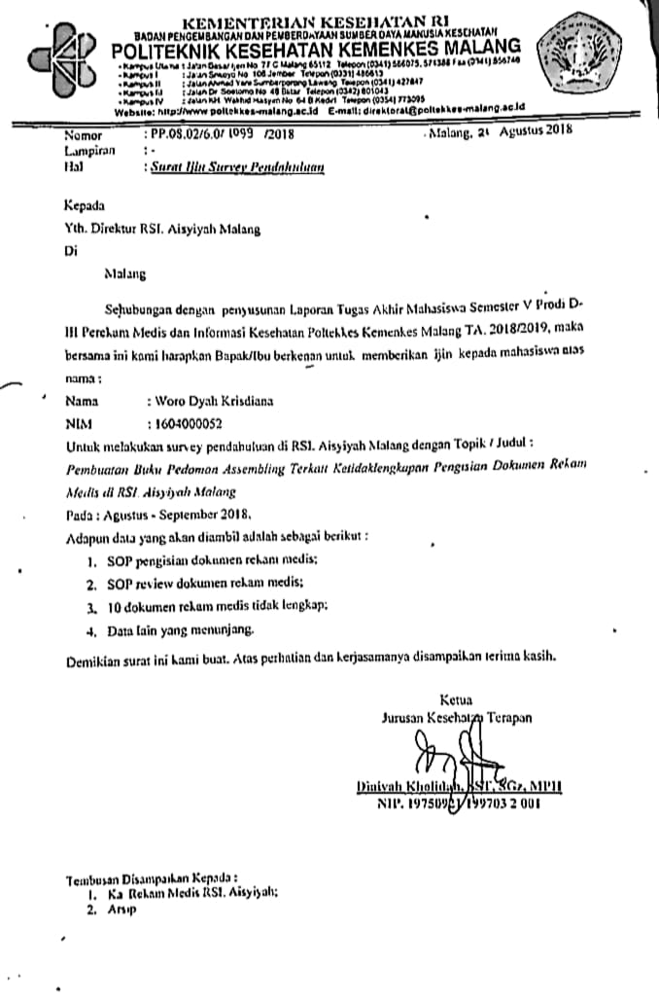 KEMENTERIAN KESEHATAN RI
BADAN PENGEMBANGAN DAN PEMBERDAYAAN SUMBER DAYA MANUSIA KESEHATAN
POLITEKNIK KESEHATAN KEMENKES MALANG
- Kampus Utama : Jalan Besar Ijen No 77 C Malang 65112 Telepon (0341) 566075, 571388 Fax (0341) 556746
- Kampus I : Jalan Srikoyo No 106 Jember Telepon (0331) 486613
- Kampus II : Jalan Ahmad Yani Sumberporong Lawang Telepon (0341) 427847
- Kampus III : Jalan Dr Soetomo No 46 Blitar Telepon (0342) 801043
- Kampus IV : Jalan KH Wakhid Hasyim No 64 B Kediri Telepon (0354) 773095
Website: http://www poltekkes-malang.ac.id E-mail: direktorat@poltekkes-malang.ac.id
Nomor : PP.08.02/6.0/ 1099 /2018 Malang, 21 Agustus 2018
Lampiran : -
Hal : Surat Ijin Survey Pendahuluan
Kepada
Yth. Direktur RSI. Aisyiyah Malang
Di
Malang
Sehubungan dengan penyusunan Laporan Tugas Akhir Mahasiswa Semester V Prodi D-
III Perekam Medis dan Informasi Kesehatan Poltekkes Kemenkes Malang TA. 2018/2019, maka
bersama ini kami harapkan Bapak/Ibu berkenan untuk memberikan ijin kepada mahasiswa atas
nama :
Nama : Woro Dyah Krisdiana
NIM : 1604000052
Untuk melakukan survey pendahuluan di RSI. Aisyiyah Malang dengan Topik / Judul :
Pembuatan Buku Pedoman Assembling Terkait Ketidaklengkapan Pengisian Dokumen Rekam
Medis di RSI. Aisyiyah Malang
Pada : Agustus - September 2018.
Adapun data yang akan diambil adalah sebagai berikut :
1. SOP pengisian dokumen rekam medis;
2. SOP review dokumen rekam medis;
3. 10 dokumen rekam medis tidak lengkap;
4. Data lain yang menunjang.
Demikian surat ini kami buat. Atas perhatian dan kerjasamanya disampaikan terima kasih.
Ketua
Jurusan Kesehatan Terapan
Diniyah Kholidah, SST, SGz, MPH
NIP. 19750921 199703 2 001
Tembusan Disampaikan Kepada :
1. Ka Rekam Medis RSI. Aisyiyah;
2. Arsip